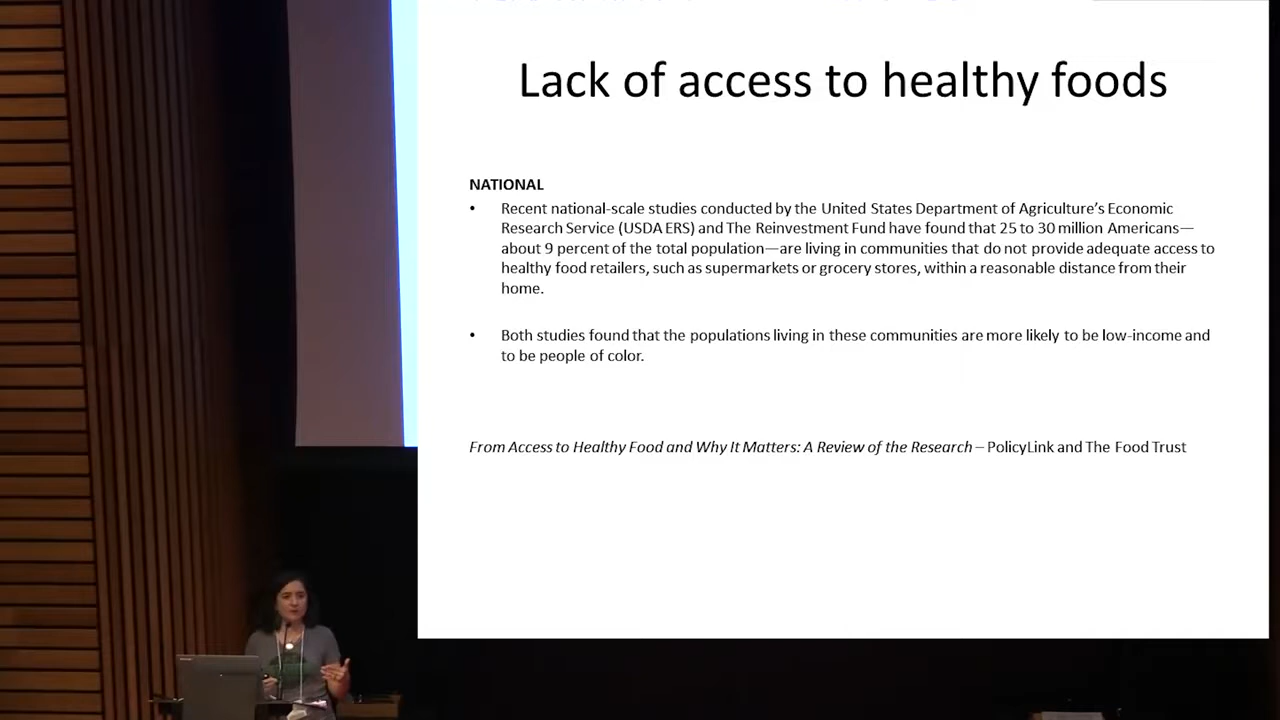 Lack of access to healthy foods
NATIONAL
• Recent national-scale studies conducted by the United States Department of Agriculture’s Economic
Research Service (USDA ERS) and The Reinvestment Fund have found that 25 to 30 million Americans—
about 9 percent of the total population—are living in communities that do not provide adequate access to
healthy food retailers, such as supermarkets or grocery stores, within a reasonable distance from their
home.
• Both studies found that the populations living in these communities are more likely to be low-income and
to be people of color.
From Access to Healthy Food and Why It Matters: A Review of the Research – PolicyLink and The Food Trust